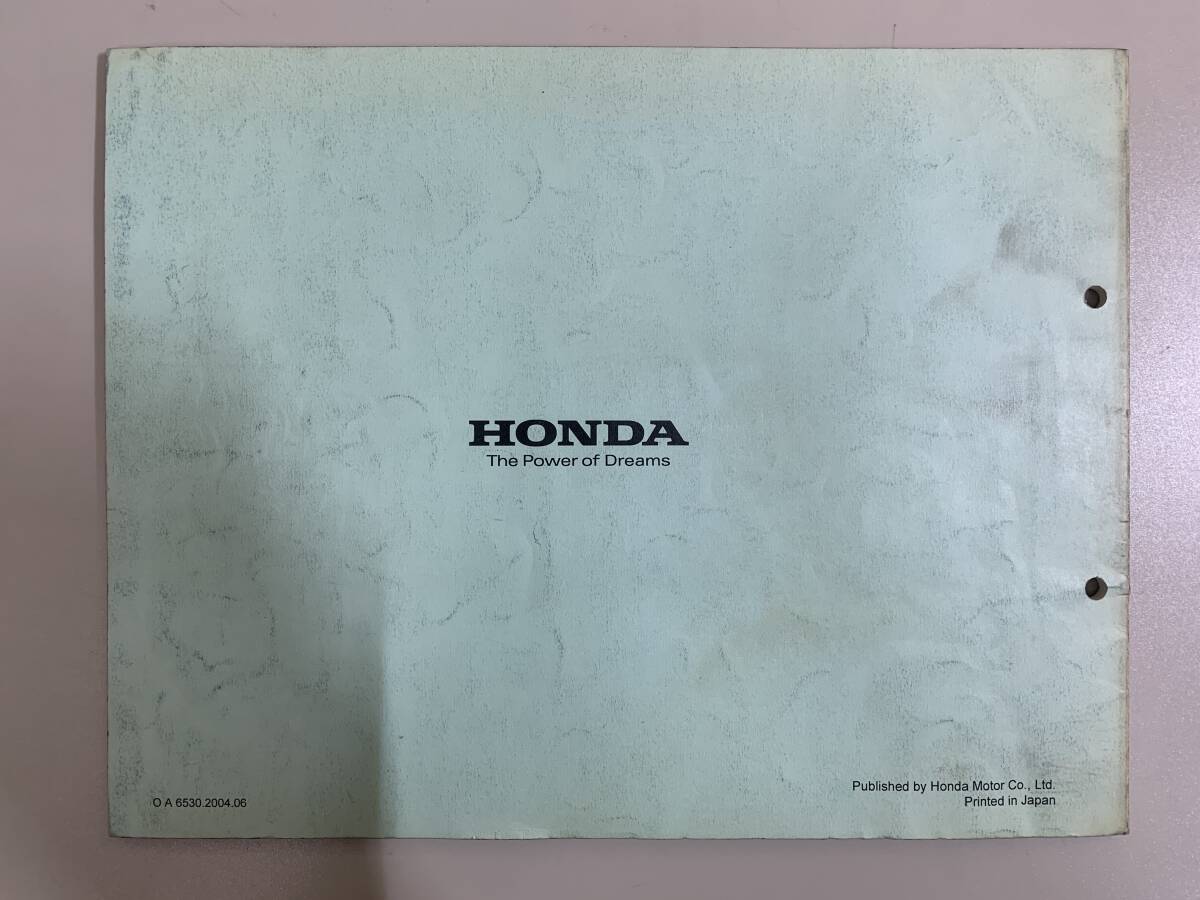 HONDA
The Power of Dreams
O A 6530.2004.06
Published by Honda Motor Co., Ltd.
Printed in Japan